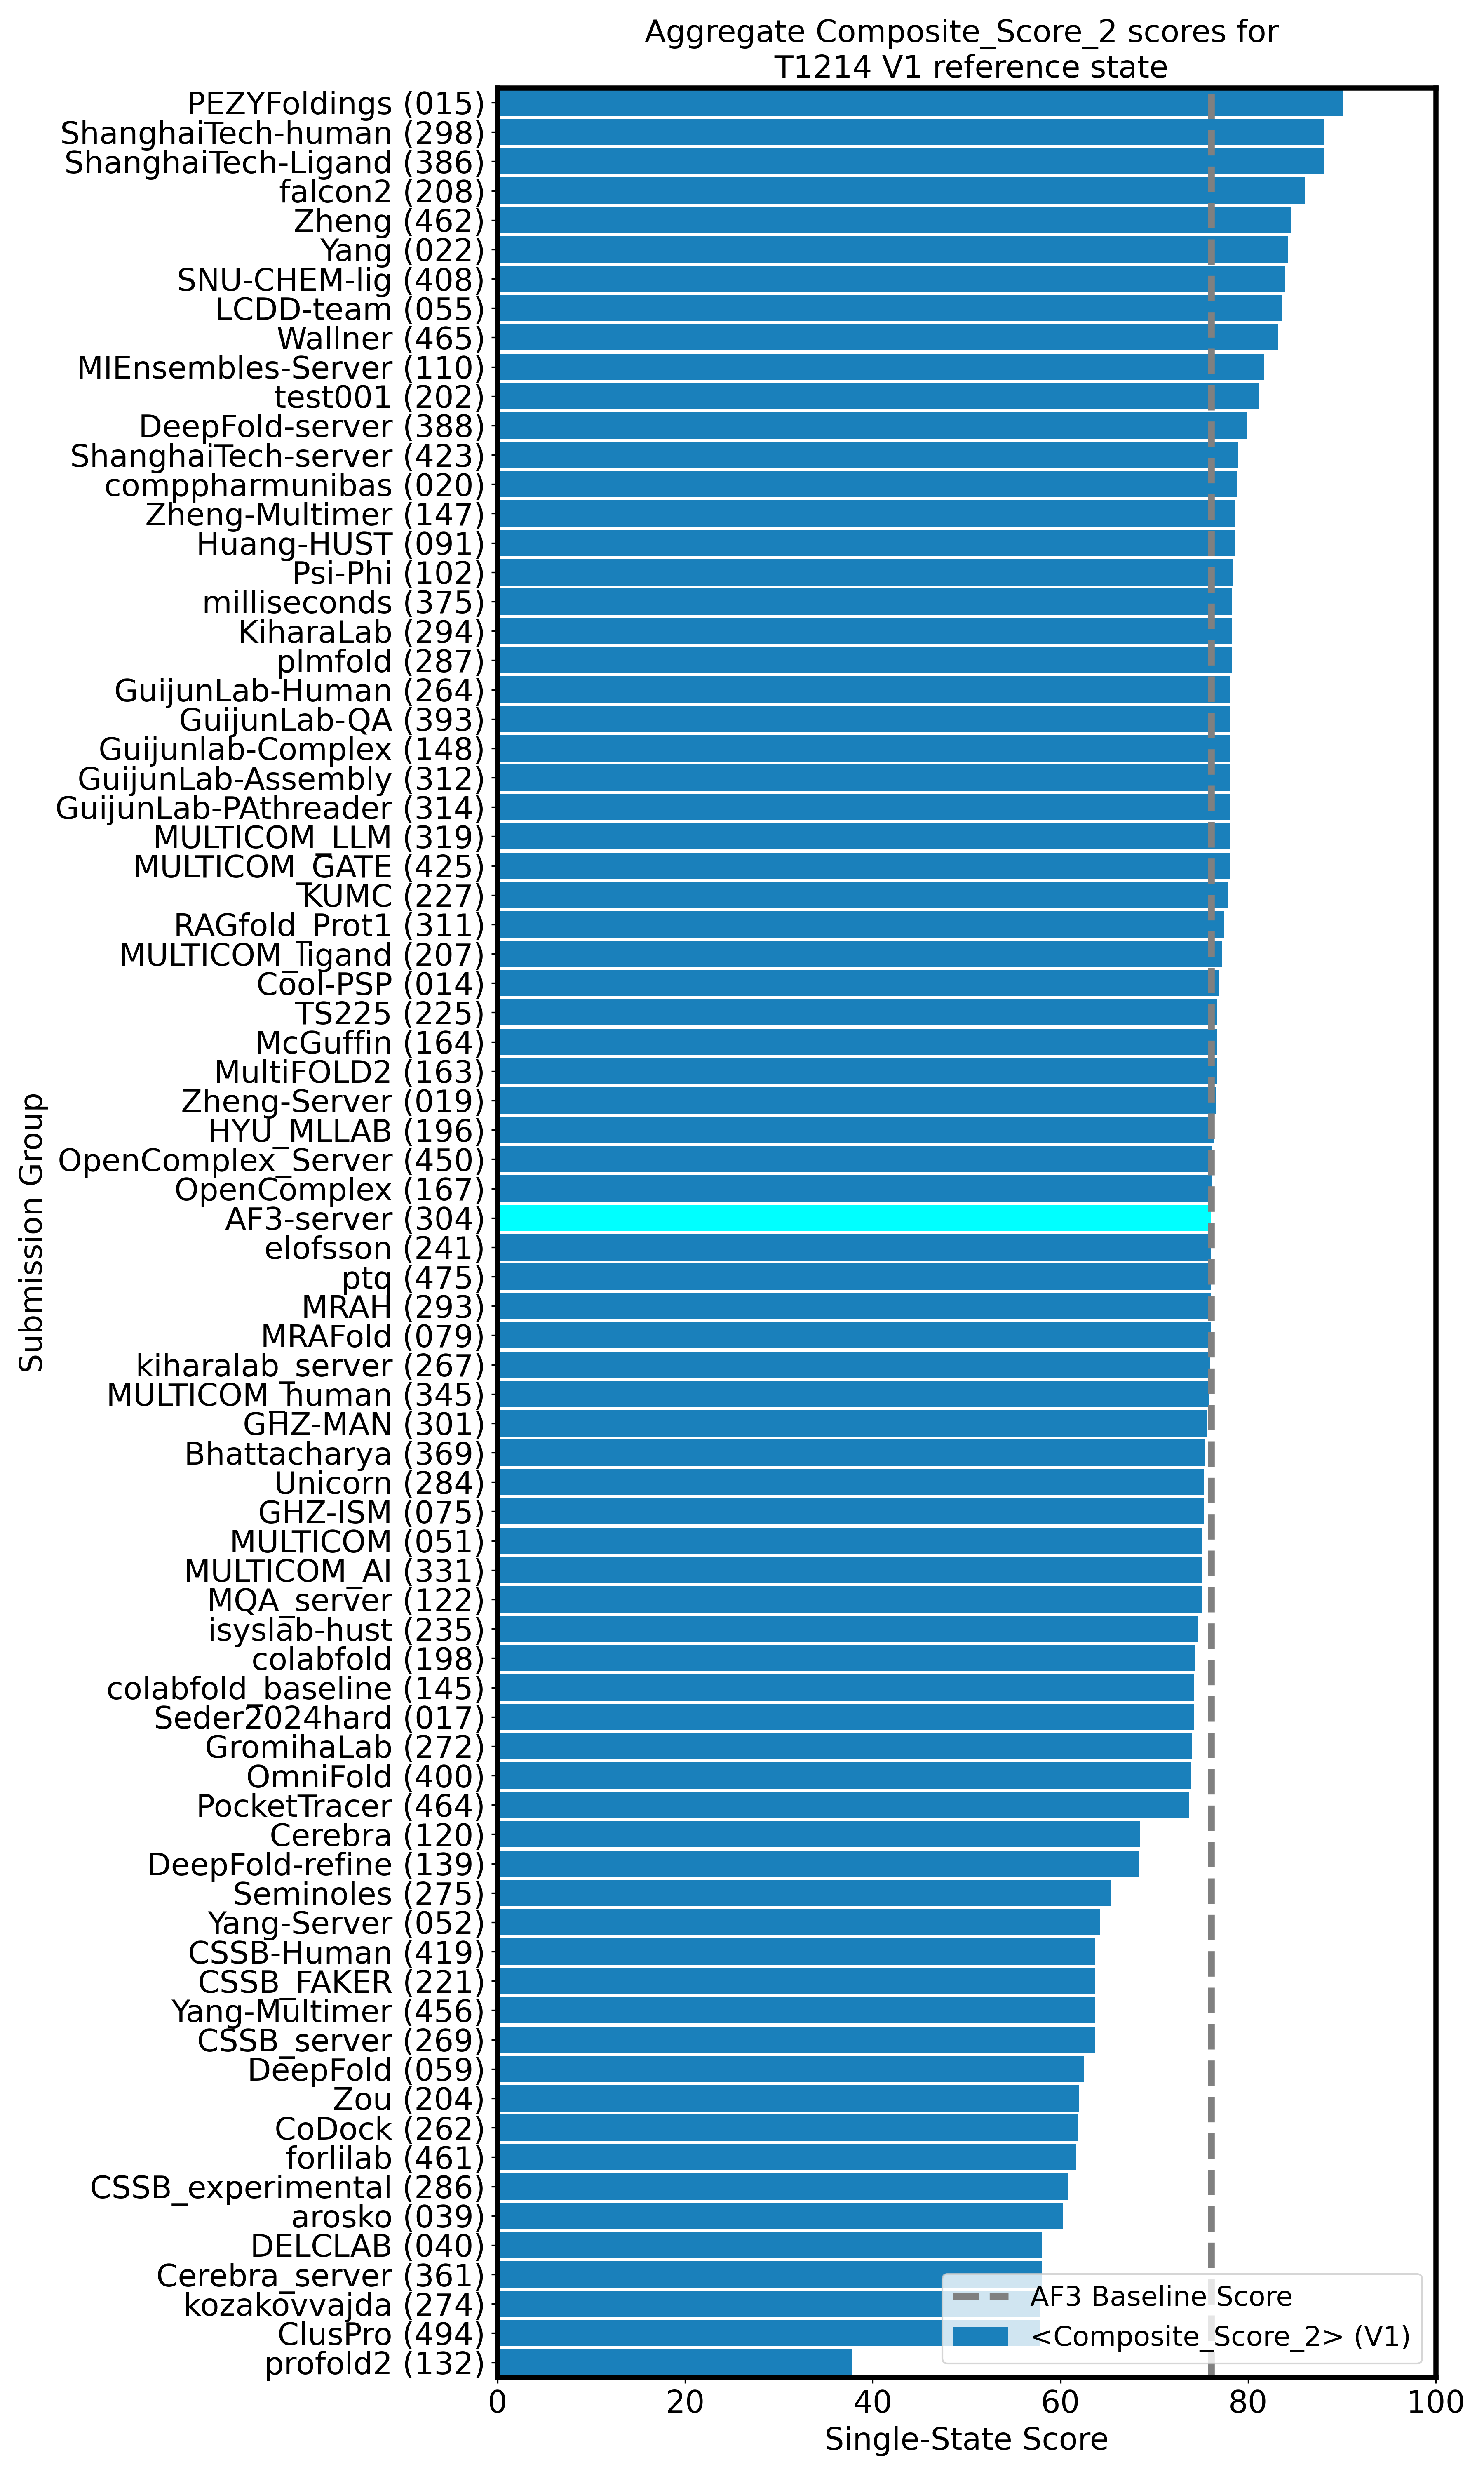 Aggregate Composite_Score_2 scores for
T1214 V1 reference state
PEZYFoldings (015)
ShanghaiTech-human (298)
ShanghaiTech-Ligand (386)
falcon2 (208)
Zheng (462)
Yang (022)
SNU-CHEM-lig (408)
LCDD-team (055)
Wallner (465)
MIEnsembles-Server (110)
test001 (202)
DeepFold-server (388)
ShanghaiTech-server (423)
comppharmunibas (020)
Zheng-Multimer (147)
Huang-HUST (091)
Psi-Phi (102)
milliseconds (375)
KiharaLab (294)
plmfold (287)
GuijunLab-Human (264)
GuijunLab-QA (393)
Guijunlab-Complex (148)
GuijunLab-Assembly (312)
GuijunLab-PAthreader (314)
MULTICOM_LLM (319)
MULTICOM_GATE (425)
KUMC (227)
RAGfold_Prot1 (311)
MULTICOM_ligand (207)
Cool-PSP (014)
TS225 (225)
McGuffin (164)
MultiFOLD2 (163)
Zheng-Server (019)
HYU_MLLAB (196)
OpenComplex_Server (450)
OpenComplex (167)
AF3-server (304)
elofsson (241)
ptq (475)
MRAH (293)
MRAFold (079)
kiharalab_server (267)
MULTICOM_human (345)
GHZ-MAN (301)
Bhattacharya (369)
Unicorn (284)
GHZ-ISM (075)
MULTICOM (051)
MULTICOM_AI (331)
MQA_server (122)
isyslab-hust (235)
colabfold (198)
colabfold_baseline (145)
Seder2024hard (017)
GromihaLab (272)
OmniFold (400)
PocketTracer (464)
Cerebra (120)
DeepFold-refine (139)
Seminoles (275)
Yang-Server (052)
CSSB-Human (419)
CSSB_FAKER (221)
Yang-Multimer (456)
CSSB_server (269)
DeepFold (059)
Zou (204)
CoDock (262)
forlilab (461)
CSSB_experimental (286)
arosko (039)
DELCLAB (040)
Cerebra_server (361)
kozakovvajda (274)
ClusPro (494)
profold2 (132)
Submission Group
AF3 Baseline Score
<Composite_Score_2> (V1)
0 20 40 60 80 100
Single-State Score